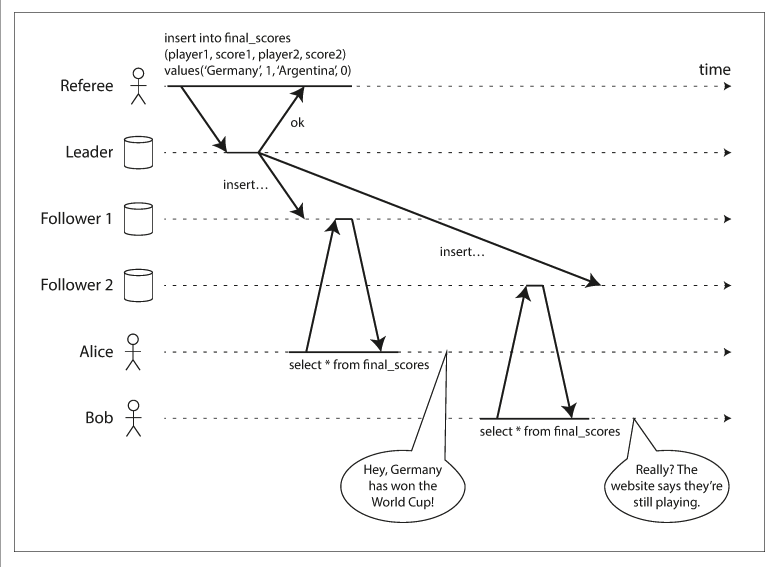 insert into final_scores
(player1, score1, player2, score2)
values(‘Germany’, 1, ‘Argentina’, 0)
time
Referee
ok
Leader
insert…
Follower 1
insert…
Follower 2
Alice
select * from final_scores
Bob
select * from final_scores
Hey, Germany
has won the
World Cup!
Really? The
website says they’re
still playing.